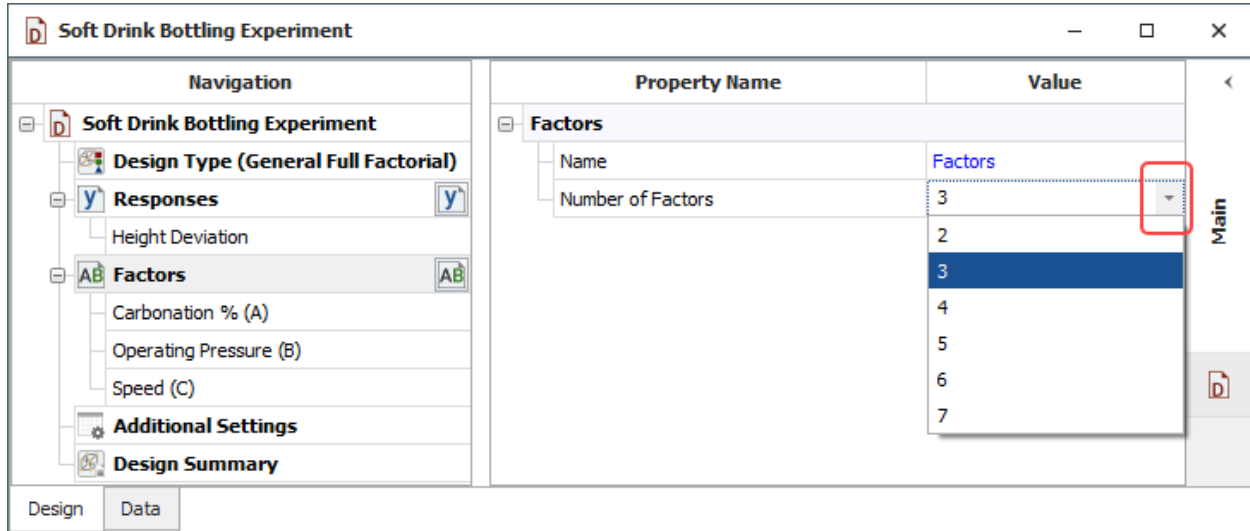 Soft Drink Bottling Experiment
Navigation
Soft Drink Bottling Experiment
Design Type (General Full Factorial)
Responses
Height Deviation
Factors
Carbonation % (A)
Operating Pressure (B)
Speed (C)
Additional Settings
Design Summary
Property Name Value
Factors
Name Factors
Number of Factors 3
2
3
4
5
6
7
Main
Design Data